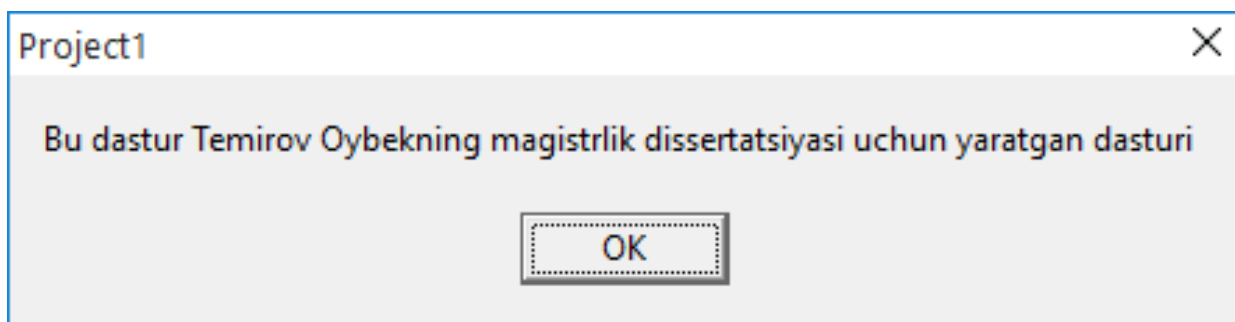 Project1
Bu dastur Temirov Oybekning magistrlik dissertatsiyasi uchun yaratgan dasturi
OK